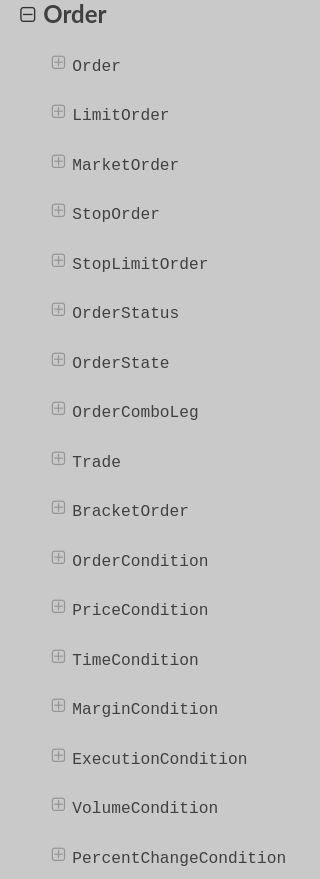 Order
Order
LimitOrder
MarketOrder
StopOrder
StopLimitOrder
OrderStatus
OrderState
OrderComboLeg
Trade
BracketOrder
OrderCondition
PriceCondition
TimeCondition
MarginCondition
ExecutionCondition
VolumeCondition
PercentChangeCondition